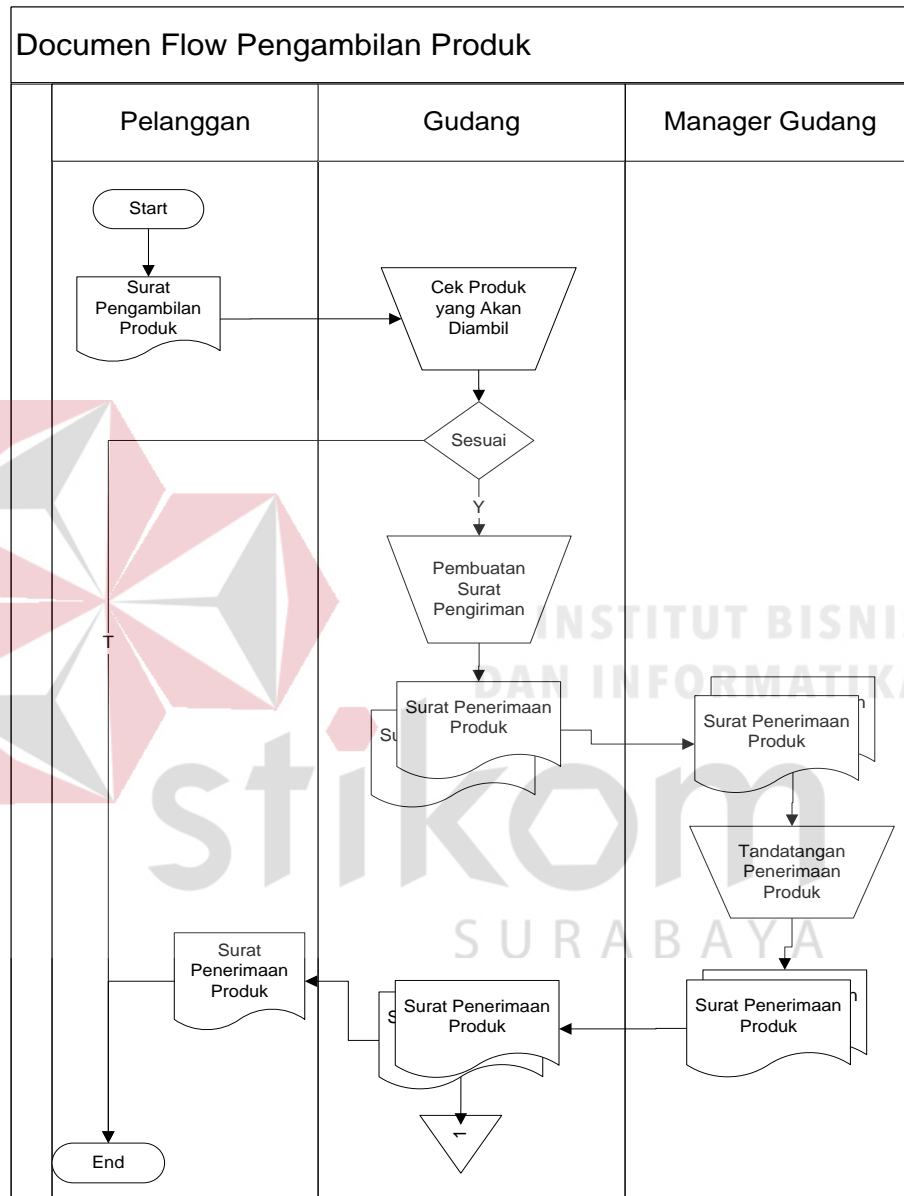 Documen Flow Pengambilan Produk
Pelanggan
Gudang
Manager Gudang
Start
Surat
Pengambilan
Produk
Cek Produk
yang Akan
Diambil
Sesuai
Y
T
Pembuatan
Surat
Pengiriman
INSTITUT BISNIS
DAN INFORMATIKA
Surat Penerimaan
Produk
Su
Surat Penerimaan
Produk
n
stikom
SURABAYA
Tandatangan
Penerimaan
Produk
Surat
Penerimaan
Produk
Surat Penerimaan
Produk
S
Surat Penerimaan
Produk
n
1
End